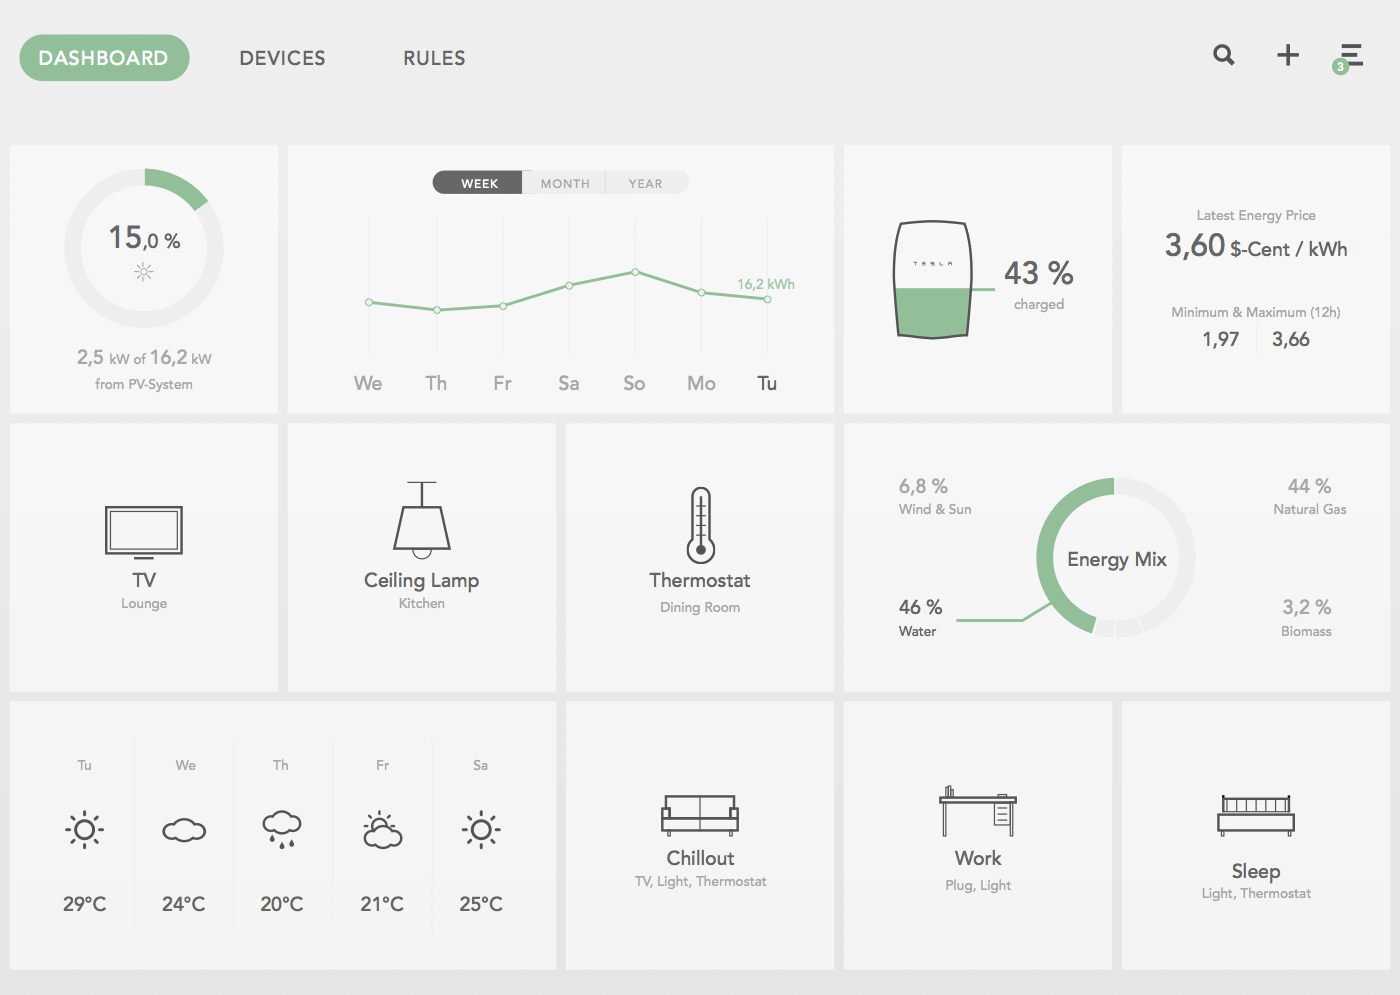 DASHBOARD DEVICES RULES
3
15,0 %
2,5 kW of 16,2 kW
from PV-System
WEEK MONTH YEAR
16,2 kWh
We Th Fr Sa So Mo Tu
TESLA
43 %
charged
Latest Energy Price
3,60 $-Cent / kWh
Minimum & Maximum (12h)
1,97 3,66
TV
Lounge
Ceiling Lamp
Kitchen
Thermostat
Dining Room
6,8 %
Wind & Sun
44 %
Natural Gas
Energy Mix
46 %
Water
3,2 %
Biomass
Tu We Th Fr Sa
29°C 24°C 20°C 21°C 25°C
Chillout
TV, Light, Thermostat
Work
Plug, Light
Sleep
Light, Thermostat